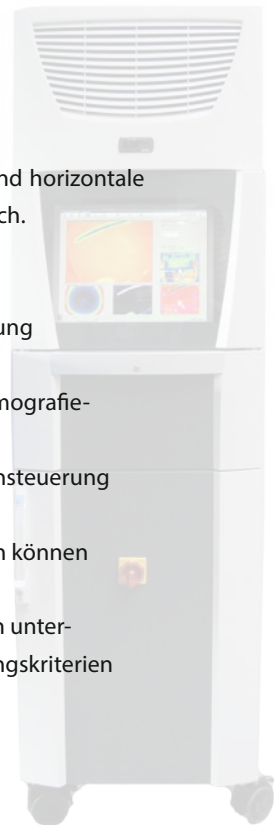 nd horizontale
ch.
ung
mografie-
nsteuerung
n können
n unter-
ngskriterien